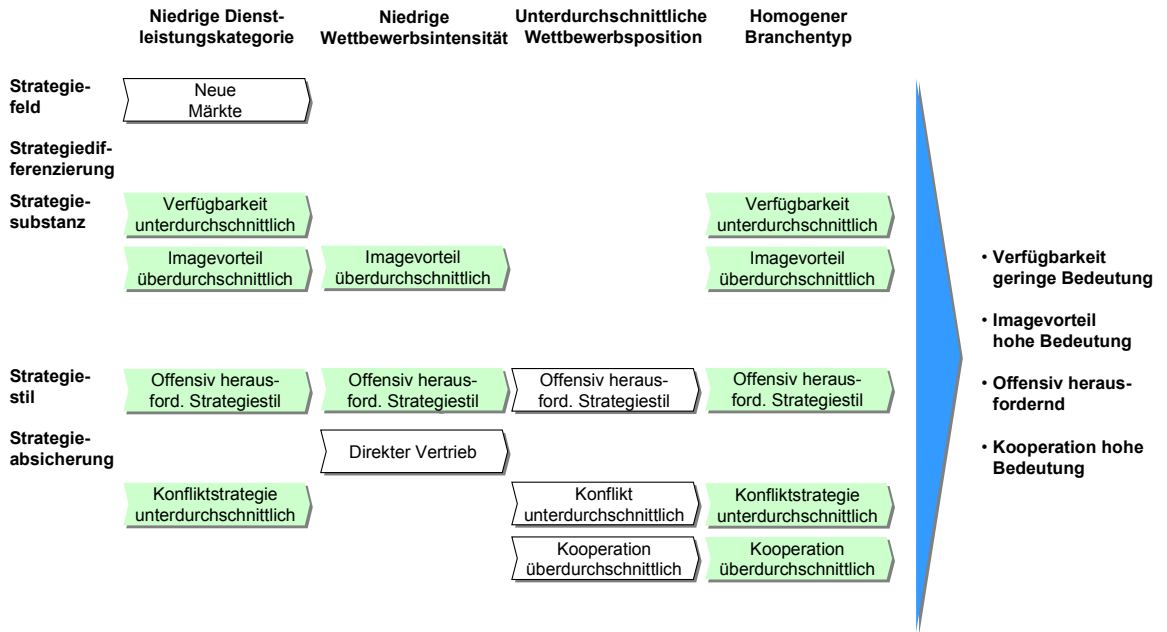 Niedrige Dienst-
leistungskategorie
Niedrige
Wettbewerbsintensität
Unterdurchschnittliche
Wettbewerbsposition
Homogener
Branchentyp
Strategie-
feld
Neue
Märkte
Strategiedif-
ferenzierung
Strategie-
substanz
Verfügbarkeit
unterdurchschnittlich
Verfügbarkeit
unterdurchschnittlich
Imagevorteil
überdurchschnittlich
Imagevorteil
überdurchschnittlich
Imagevorteil
überdurchschnittlich
Strategie-
stil
Offensiv heraus-
ford. Strategiestil
Offensiv heraus-
ford. Strategiestil
Offensiv heraus-
ford. Strategiestil
Offensiv heraus-
ford. Strategiestil
Strategie-
absicherung
Direkter Vertrieb
Konfliktstrategie
unterdurchschnittlich
Konflikt
unterdurchschnittlich
Konfliktstrategie
unterdurchschnittlich
Kooperation
überdurchschnittlich
Kooperation
überdurchschnittlich
• Verfügbarkeit
geringe Bedeutung
• Imagevorteil
hohe Bedeutung
• Offensiv heraus-
fordernd
• Kooperation hohe
Bedeutung